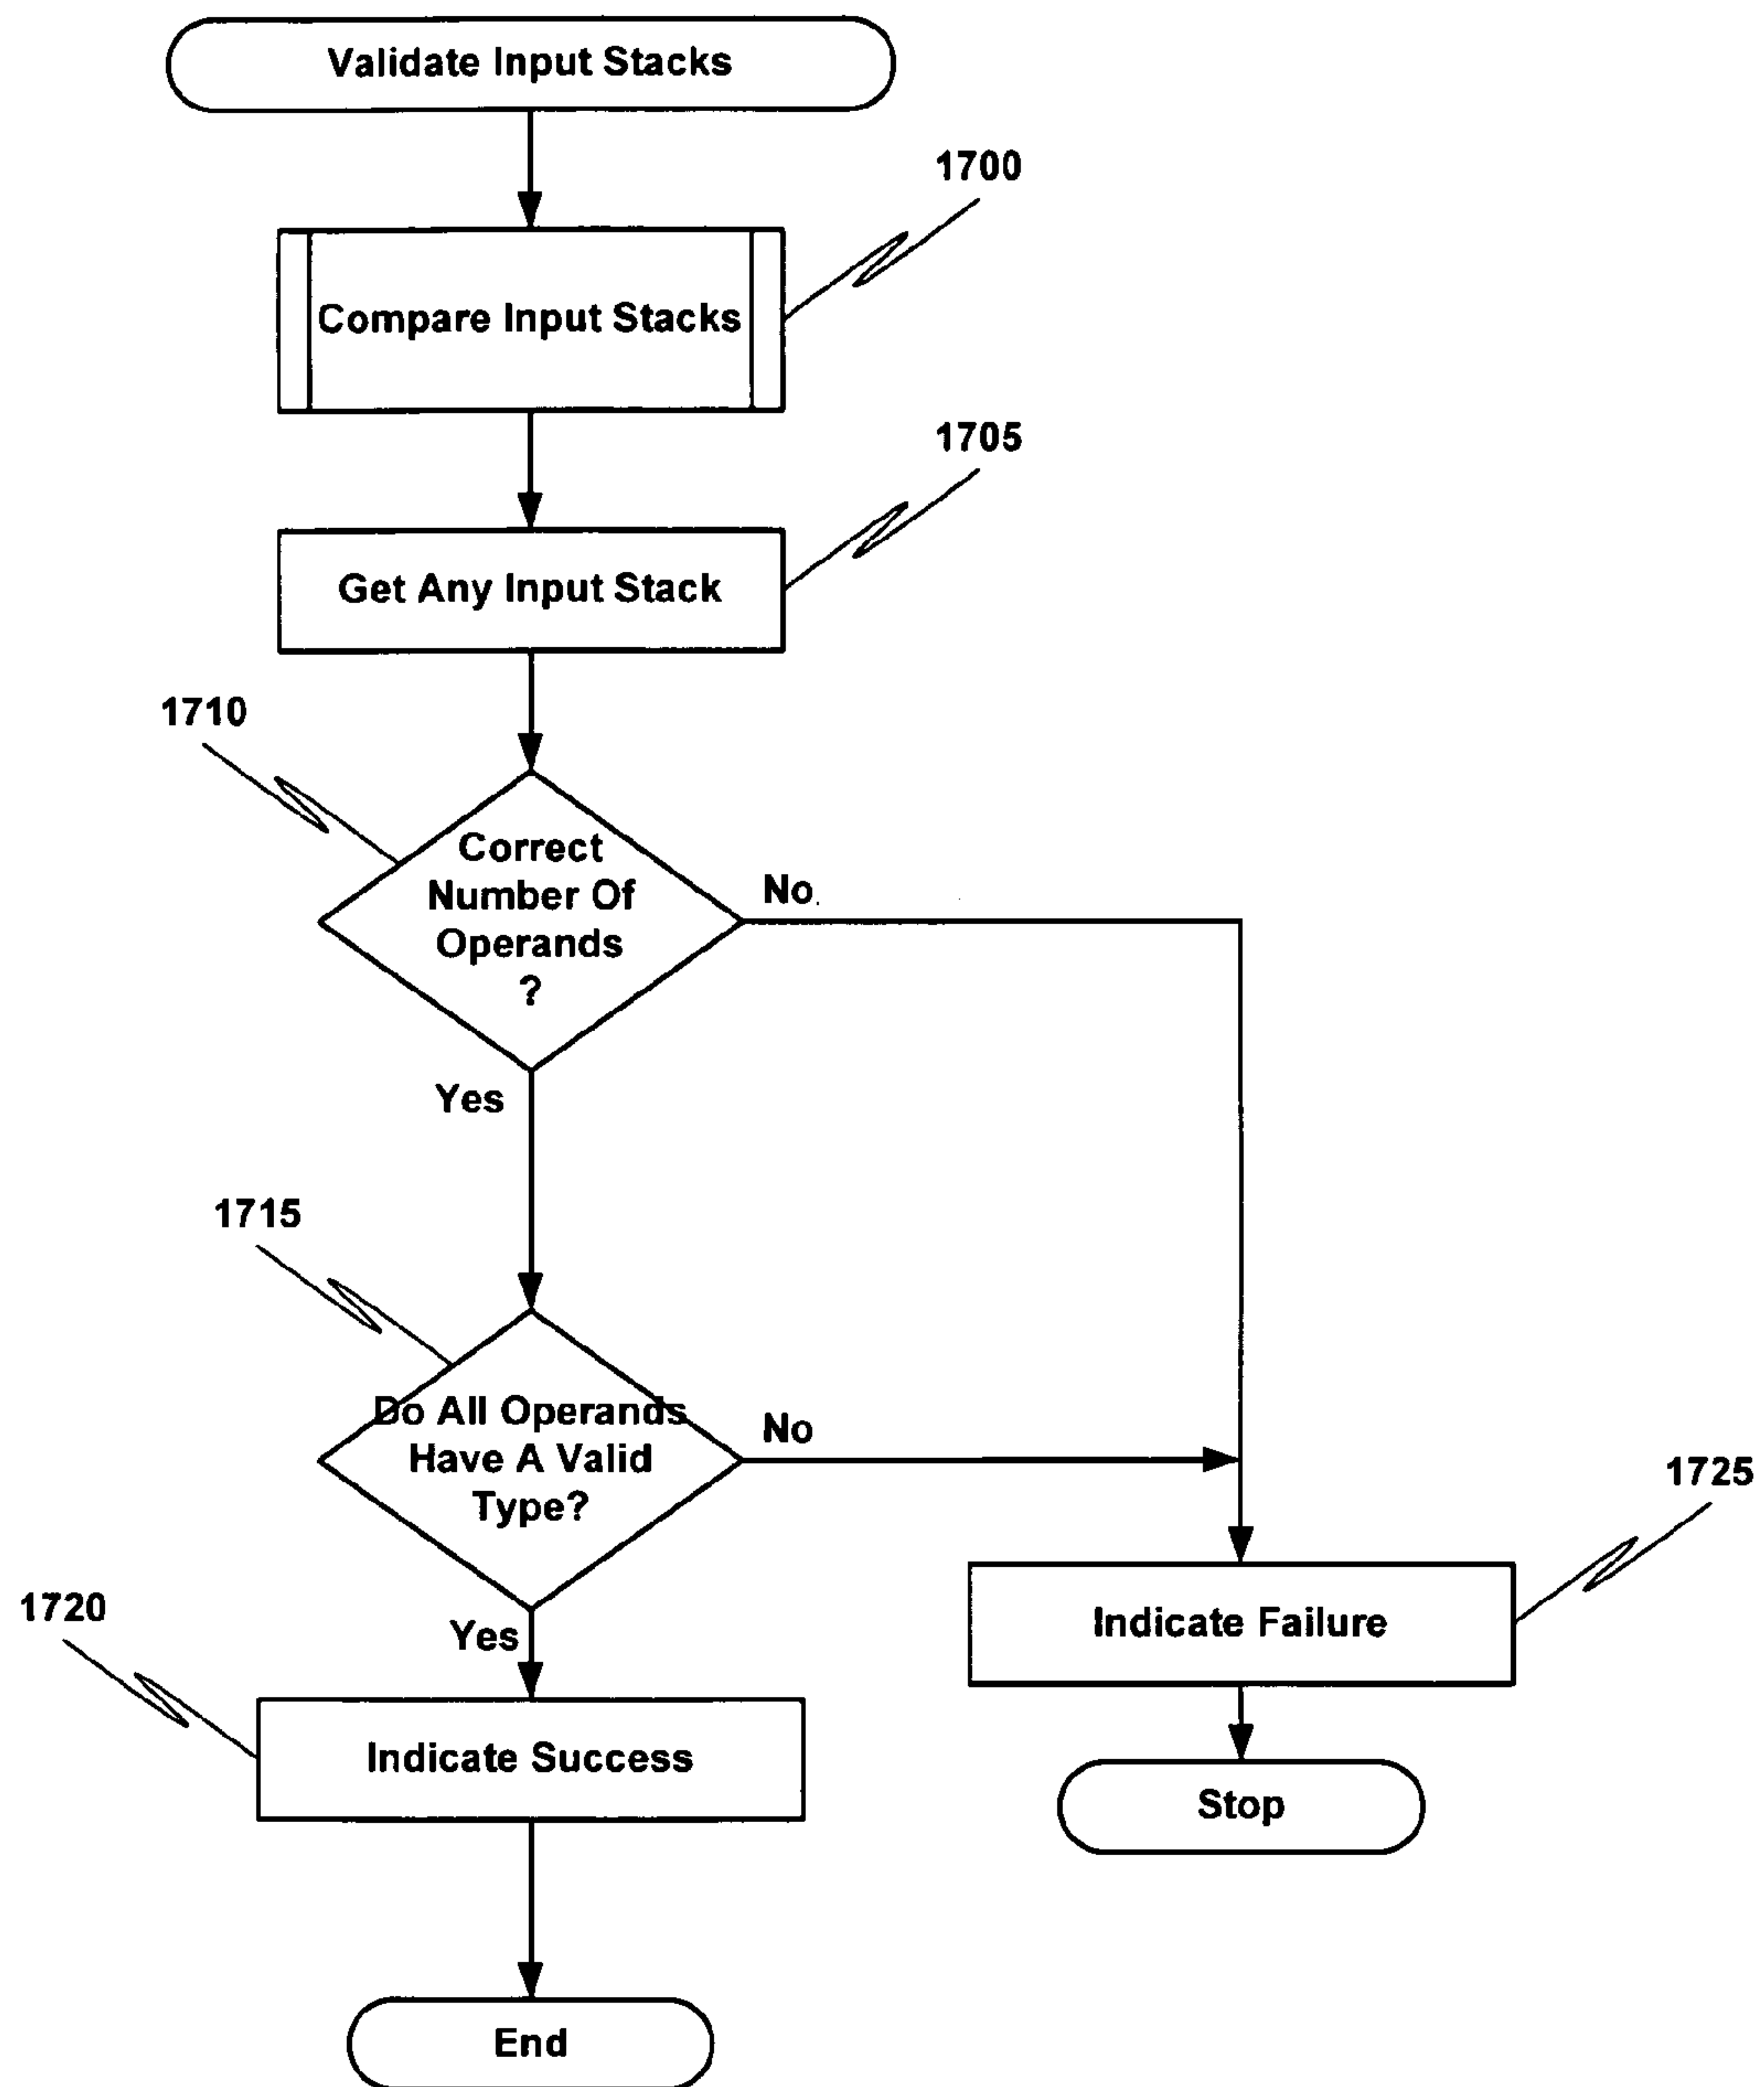 Validate Input Stacks
1700
Compare Input Stacks
1705
Get Any Input Stack
1710
Correct
Number Of
Operands
?
No
Yes
1715
Do All Operands
Have A Valid
Type?
No
1725
Yes
Indicate Failure
1720
Indicate Success
Stop
End